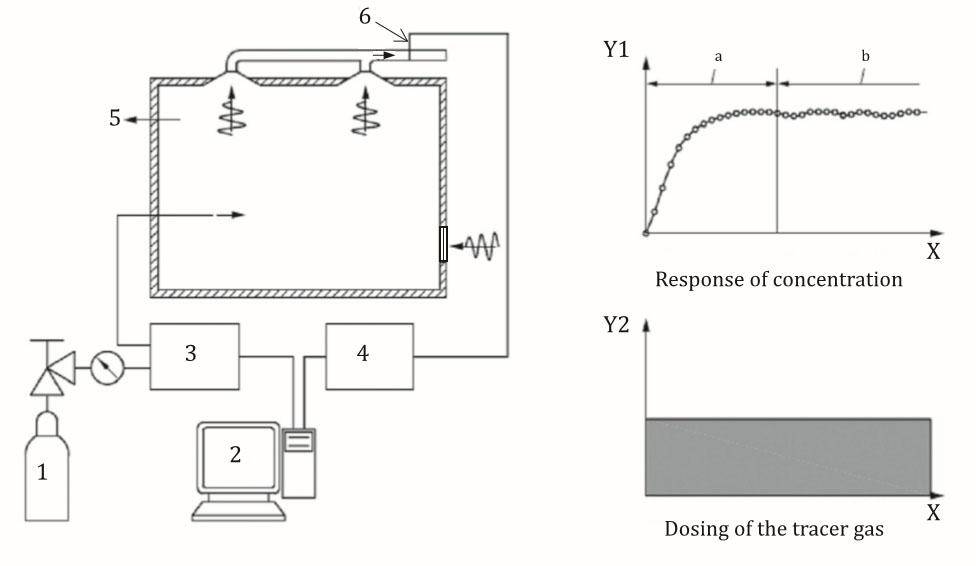 6
5
3
4
1
2
Y1
a
b
X
Response of concentration
Y2
X
Dosing of the tracer gas